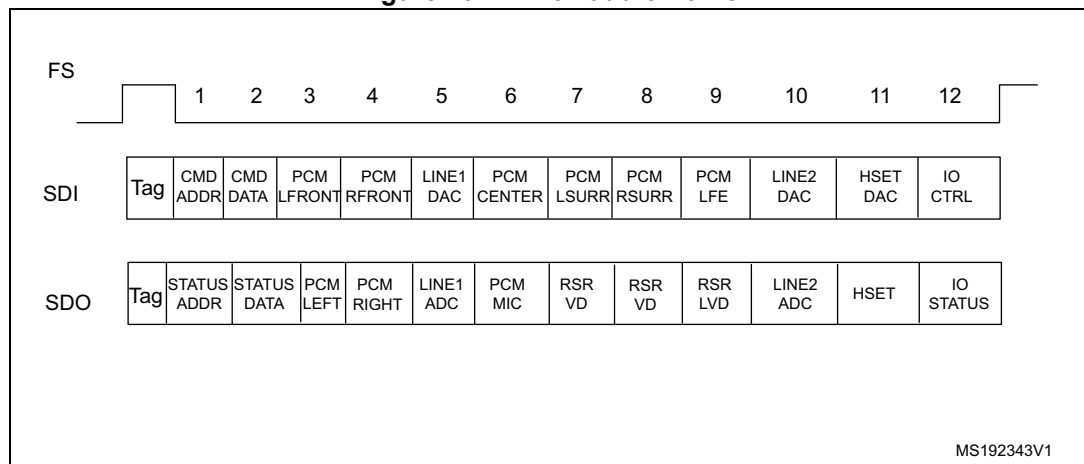 FS
1 2 3 4 5 6 7 8 9 10 11 12
SDI
Tag CMD ADDR CMD DATA PCM LFRONT PCM RFRONT LINE1 DAC PCM CENTER PCM LSURR PCM RSURR PCM LFE LINE2 DAC HSET DAC IO CTRL
SDO
Tag STATUS ADDR STATUS DATA PCM LEFT PCM RIGHT LINE1 ADC PCM MIC RSR VD RSR VD RSR LVD LINE2 ADC HSET IO STATUS
MS192343V1